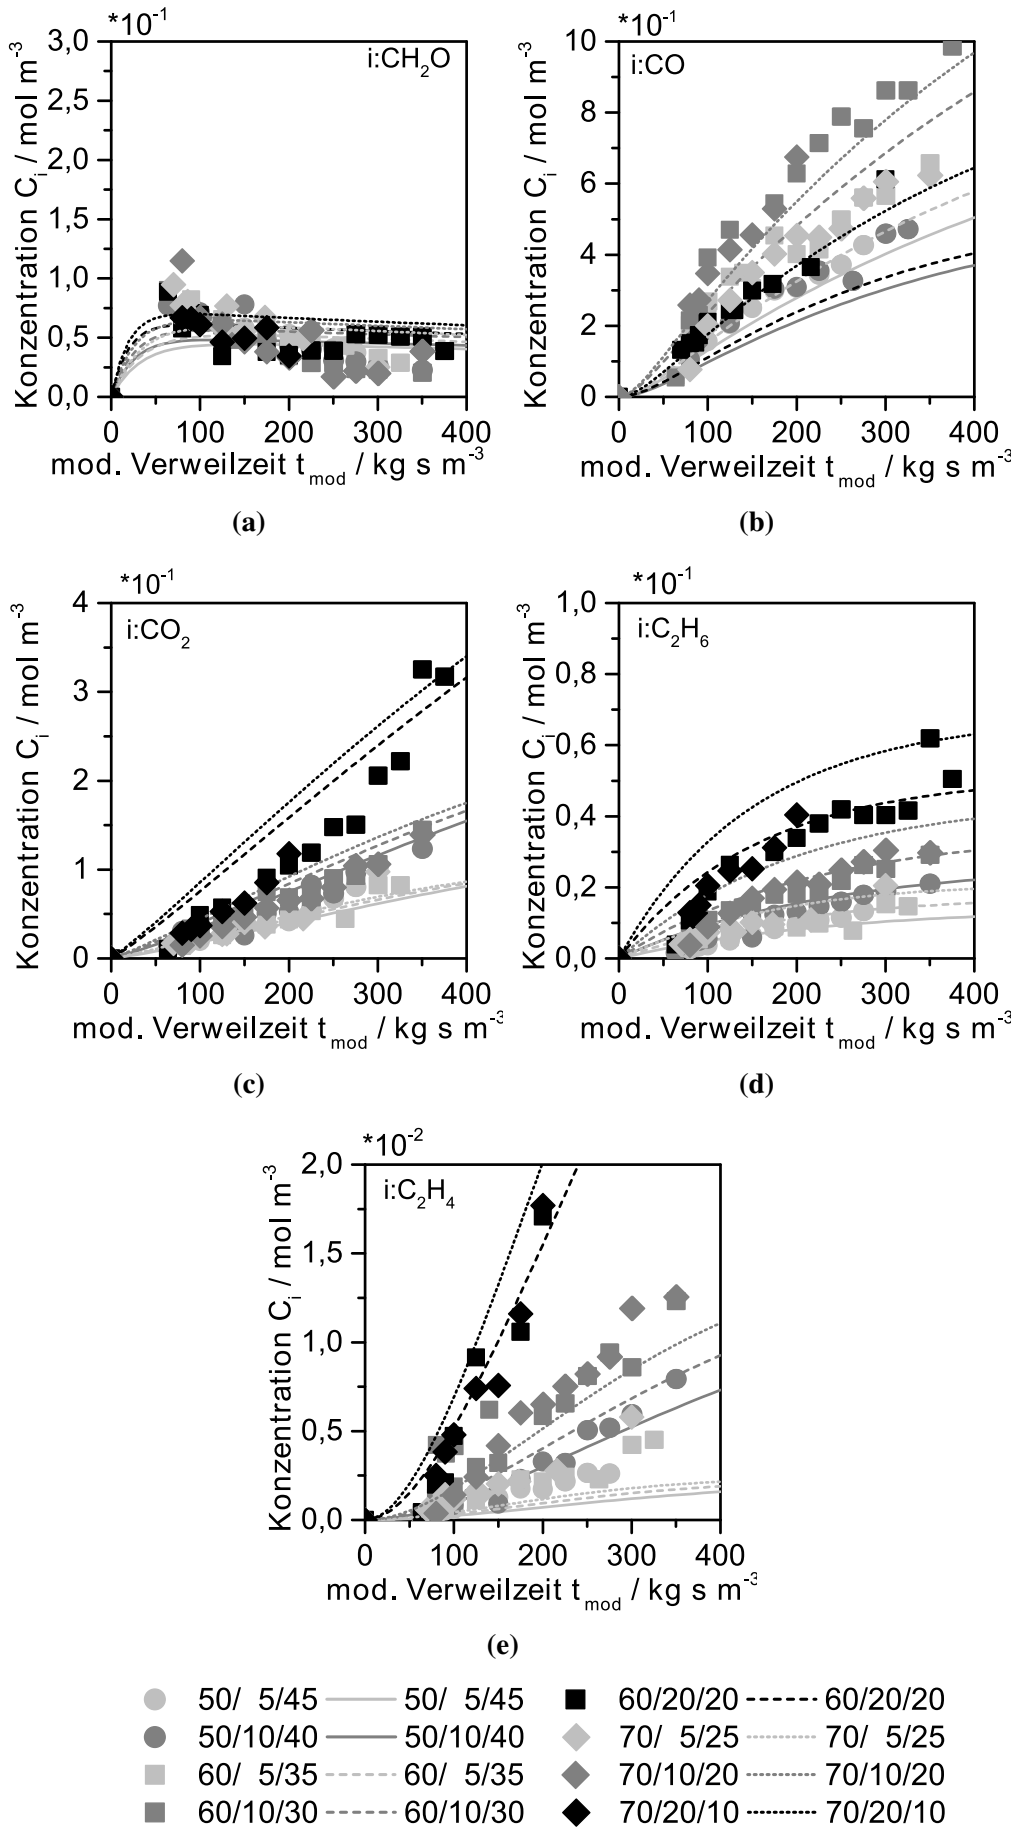 *10⁻¹
3,0
2,5
2,0
1,5
1,0
0,5
0,0
Konzentration Cᵢ / mol m⁻³
i:CH₂O
0 100 200 300 400
mod. Verweilzeit t_mod / kg s m⁻³
(a)
*10⁻¹
10
8
6
4
2
0
Konzentration Cᵢ / mol m⁻³
i:CO
0 100 200 300 400
mod. Verweilzeit t_mod / kg s m⁻³
(b)
*10⁻¹
4
3
2
1
0
Konzentration Cᵢ / mol m⁻³
i:CO₂
0 100 200 300 400
mod. Verweilzeit t_mod / kg s m⁻³
(c)
*10⁻¹
1,0
0,8
0,6
0,4
0,2
0,0
Konzentration Cᵢ / mol m⁻³
i:C₂H₆
0 100 200 300 400
mod. Verweilzeit t_mod / kg s m⁻³
(d)
*10⁻²
2,0
1,5
1,0
0,5
0,0
Konzentration Cᵢ / mol m⁻³
i:C₂H₄
0 100 200 300 400
mod. Verweilzeit t_mod / kg s m⁻³
(e)
50/ 5/45 50/ 5/45 60/20/20 60/20/20
50/10/40 50/10/40 70/ 5/25 70/ 5/25
60/ 5/35 60/ 5/35 70/10/20 70/10/20
60/10/30 60/10/30 70/20/10 70/20/10